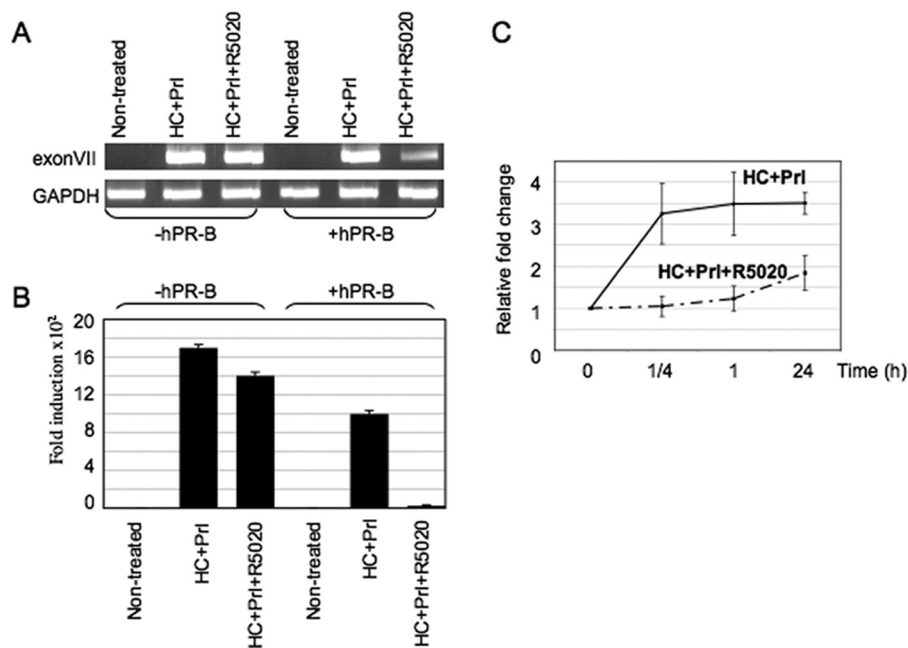 A
Non-treated
HC+Prl
HC+Prl+R5020
Non-treated
HC+Prl
HC+Prl+R5020
exonVII
GAPDH
-hPR-B
+hPR-B
B
-hPR-B
+hPR-B
Fold induction x10²
20
16
12
8
4
0
Non-treated
HC+Prl
HC+Prl+R5020
Non-treated
HC+Prl
HC+Prl+R5020
C
Relative fold change
4
3
2
1
0
HC+Prl
HC+Prl+R5020
0 1/4 1 24 Time (h)